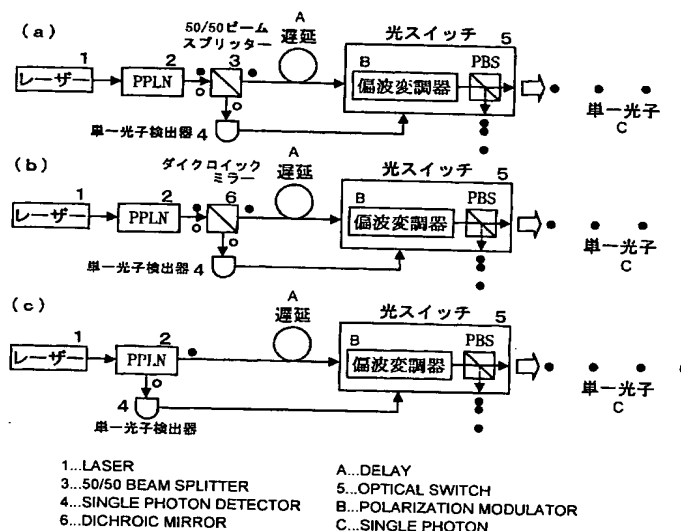 (a)
1
レーザー
2
PPLN
50/50ビーム
スプリッター
3
単一光子検出器 4
A
遅延
光スイッチ
5
B
偏波変調器
PBS
単一光子
C
(b)
1
レーザー
2
PPLN
ダイクロイック
ミラー
6
単一光子検出器 4
A
遅延
光スイッチ
5
B
偏波変調器
PBS
単一光子
C
(c)
1
レーザー
2
PPLN
4
単一光子検出器
A
遅延
光スイッチ
5
B
偏波変調器
PBS
単一光子
C
1...LASER
3...50/50 BEAM SPLITTER
4...SINGLE PHOTON DETECTOR
6...DICHROIC MIRROR
A...DELAY
5...OPTICAL SWITCH
B...POLARIZATION MODULATOR
C...SINGLE PHOTON